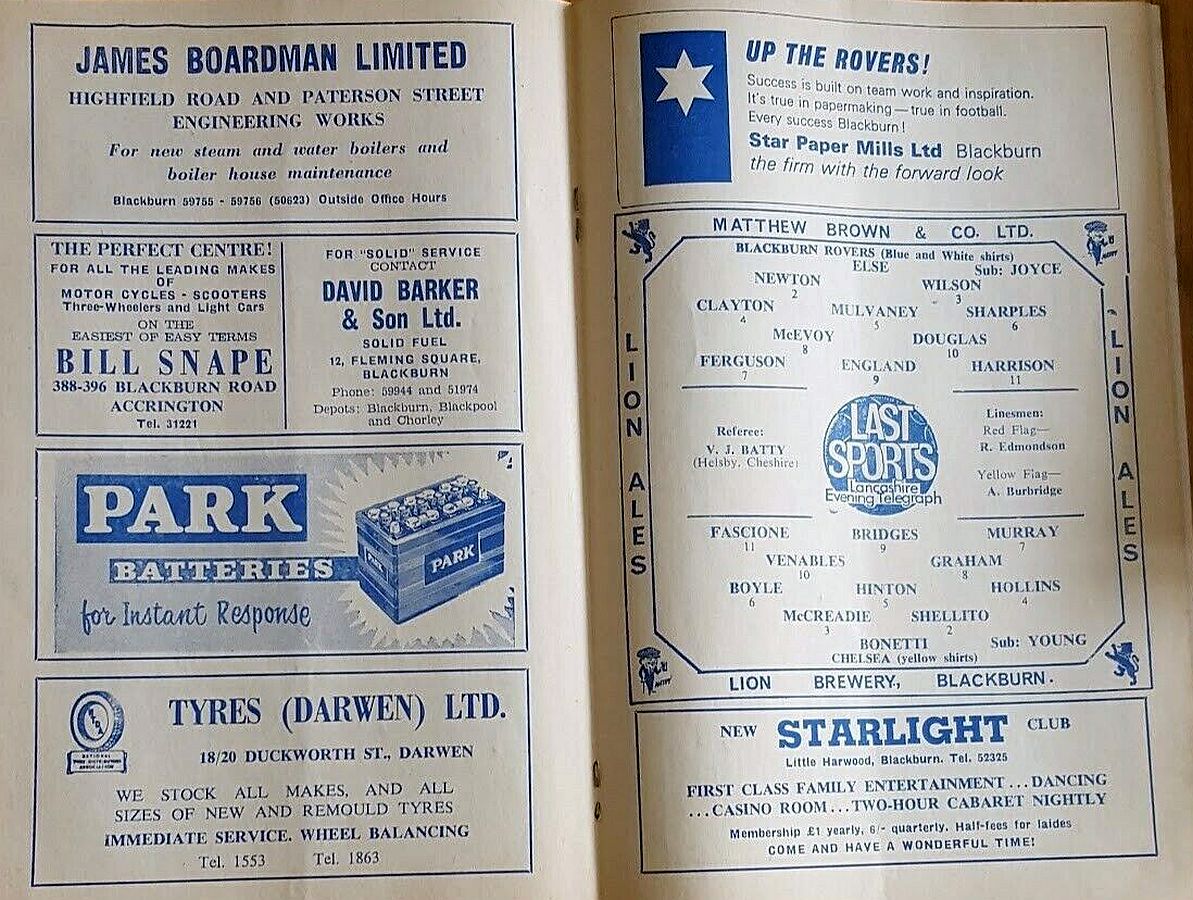 JAMES BOARDMAN LIMITED
HIGHFIELD ROAD AND PATERSON STREET
ENGINEERING WORKS
For new steam and water boilers and
boiler house maintenance
Blackburn 59755 - 59756 (50623) Outside Office Hours
THE PERFECT CENTRE!
FOR ALL THE LEADING MAKES
OF
MOTOR CYCLES - SCOOTERS
Three-Wheelers and Light Cars
ON THE
EASIEST OF EASY TERMS
BILL SNAPE
388-396 BLACKBURN ROAD
ACCRINGTON
Tel. 31221
FOR "SOLID" SERVICE
CONTACT
DAVID BARKER
& Son Ltd.
SOLID FUEL
12, FLEMING SQUARE,
BLACKBURN
Phone: 59944 and 51974
Depots: Blackburn, Blackpool
and Chorley
PARK
BATTERIES
for Instant Response
PARK
PARK
TYRES (DARWEN) LTD.
18/20 DUCKWORTH ST., DARWEN
WE STOCK ALL MAKES, AND ALL
SIZES OF NEW AND REMOULD TYRES
IMMEDIATE SERVICE. WHEEL BALANCING
Tel. 1553 Tel. 1863
UP THE ROVERS!
Success is built on team work and inspiration.
It's true in papermaking — true in football.
Every success Blackburn!
Star Paper Mills Ltd Blackburn
the firm with the forward look
MATTHEW BROWN & CO. LTD.
LION ALES
LION ALES
BLACKBURN ROVERS (Blue and White shirts)
ELSE Sub: JOYCE
NEWTON WILSON
2 3
CLAYTON MULVANEY SHARPLES
4 5 6
McEVOY DOUGLAS
8 10
FERGUSON ENGLAND HARRISON
7 9 11
Referee:
V. J. BATTY
(Helsby, Cheshire)
LAST
SPORTS
Lancashire
Evening Telegraph
Linesmen:
Red Flag—
R. Edmondson
Yellow Flag—
A. Burbridge
FASCIONE BRIDGES MURRAY
11 9 7
VENABLES GRAHAM
10 8
BOYLE HINTON HOLLINS
6 5 4
McCREADIE SHELLITO
3 2
BONETTI Sub: YOUNG
CHELSEA (yellow shirts)
LION BREWERY, BLACKBURN.
NEW STARLIGHT CLUB
Little Harwood, Blackburn. Tel. 52325
FIRST CLASS FAMILY ENTERTAINMENT . . . DANCING
. . . CASINO ROOM . . . TWO-HOUR CABARET NIGHTLY
Membership £1 yearly, 6/- quarterly. Half-fees for laides
COME AND HAVE A WONDERFUL TIME!